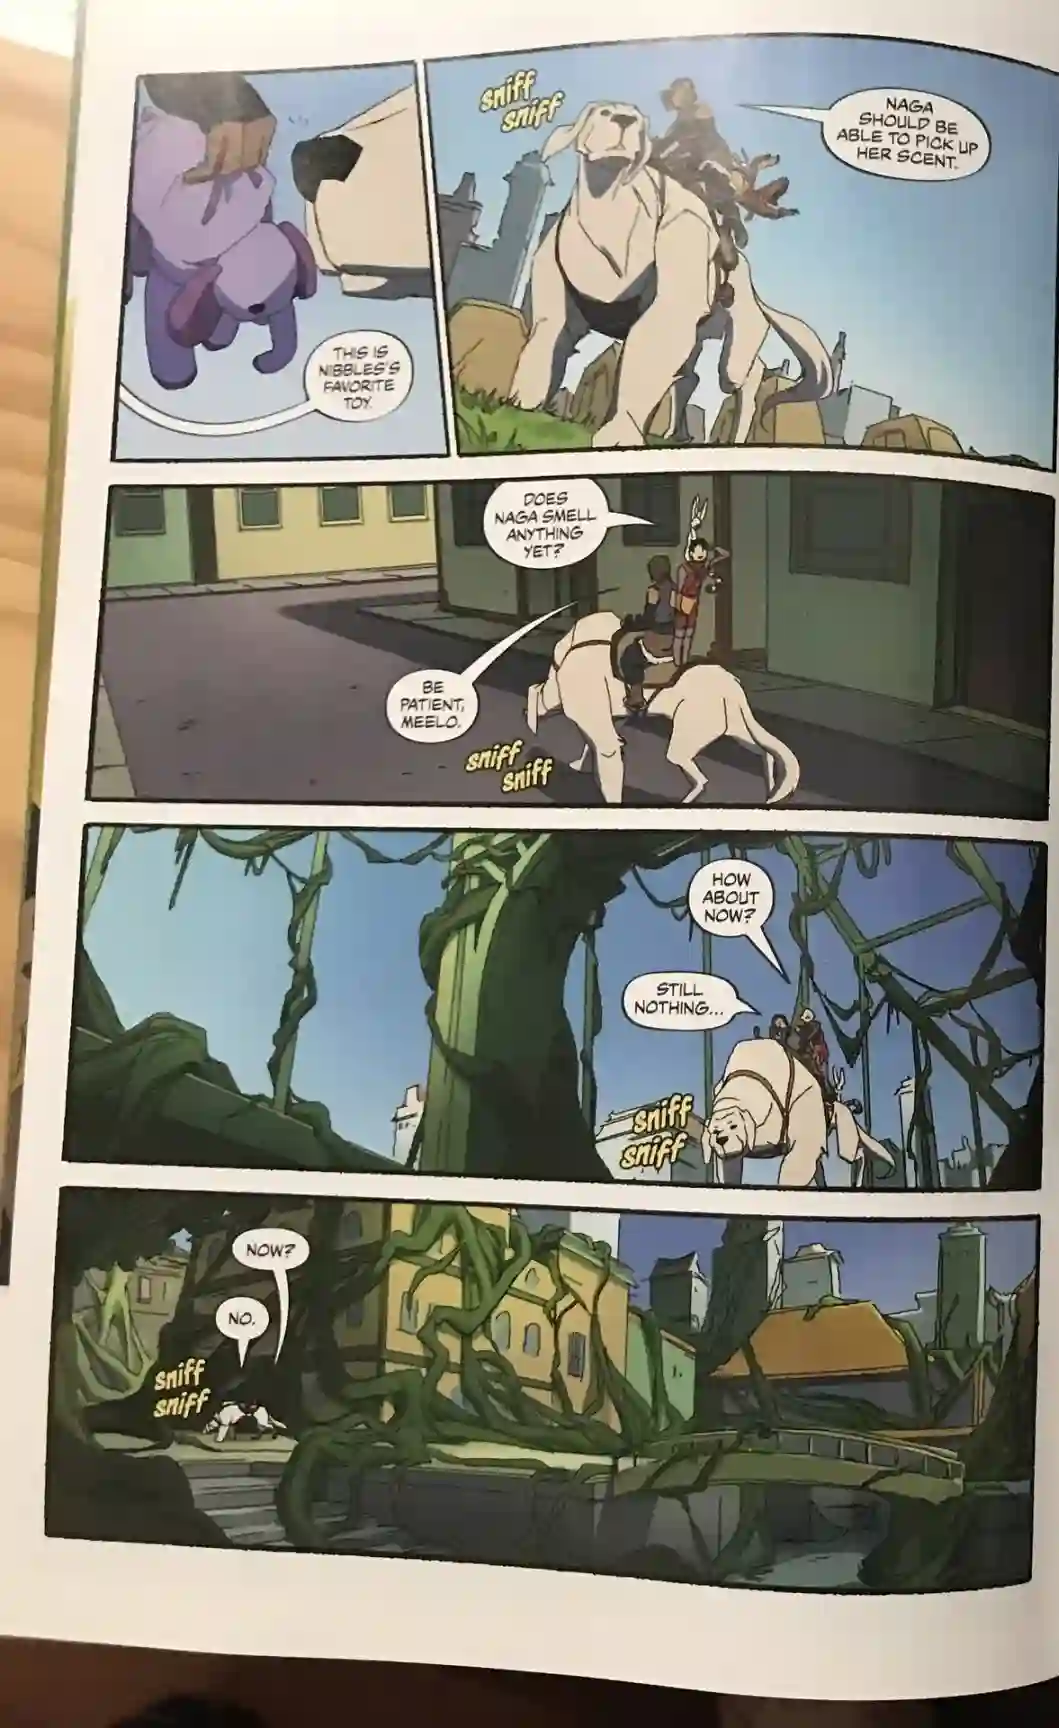 THIS IS
NIBBLES'S
FAVORITE
TOY.
sniff
sniff
NAGA
SHOULD BE
ABLE TO PICK UP
HER SCENT.
DOES
NAGA SMELL
ANYTHING
YET?
BE
PATIENT,
MEELO.
sniff
sniff
HOW
ABOUT
NOW?
STILL
NOTHING...
sniff
sniff
NOW?
NO.
sniff
sniff